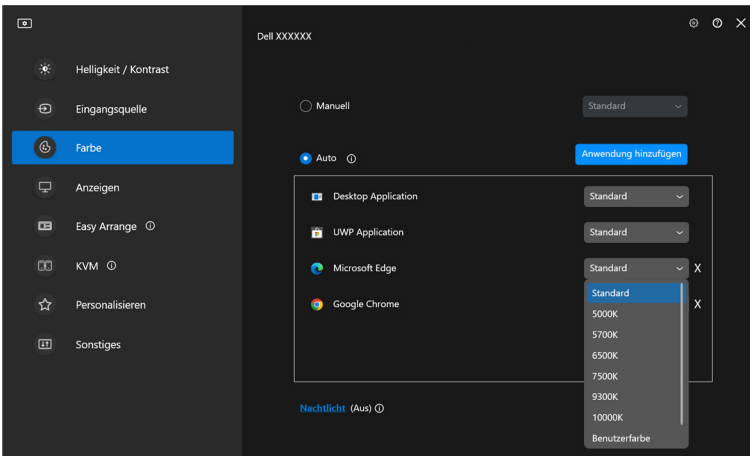 Dell XXXXXX
Helligkeit / Kontrast
Eingangsquelle
Farbe
Anzeigen
Easy Arrange
KVM
Personalisieren
Sonstiges
Manuell
Standard
Auto
Anwendung hinzufügen
Desktop Application
Standard
UWP Application
Standard
Microsoft Edge
Standard
X
Google Chrome
X
Standard
5000K
5700K
6500K
7500K
9300K
10000K
Benutzerfarbe
Nachtlicht (Aus)